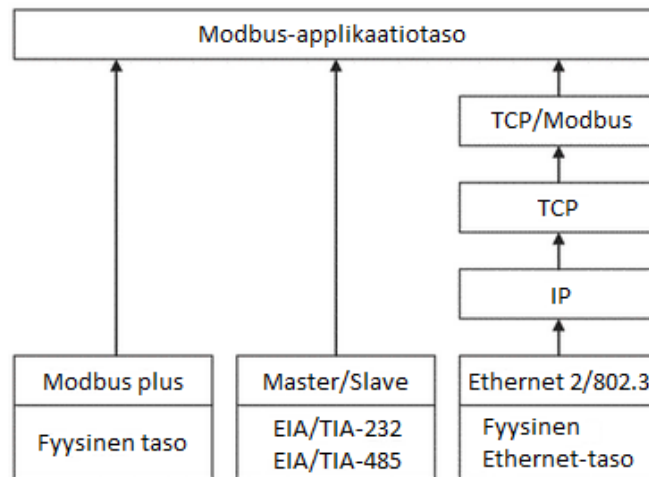 Modbus-applikaatiotaso
TCP/Modbus
TCP
IP
Modbus plus
Fyysinen taso
Master/Slave
EIA/TIA-232
EIA/TIA-485
Ethernet 2/802.3
Fyysinen
Ethernet-taso